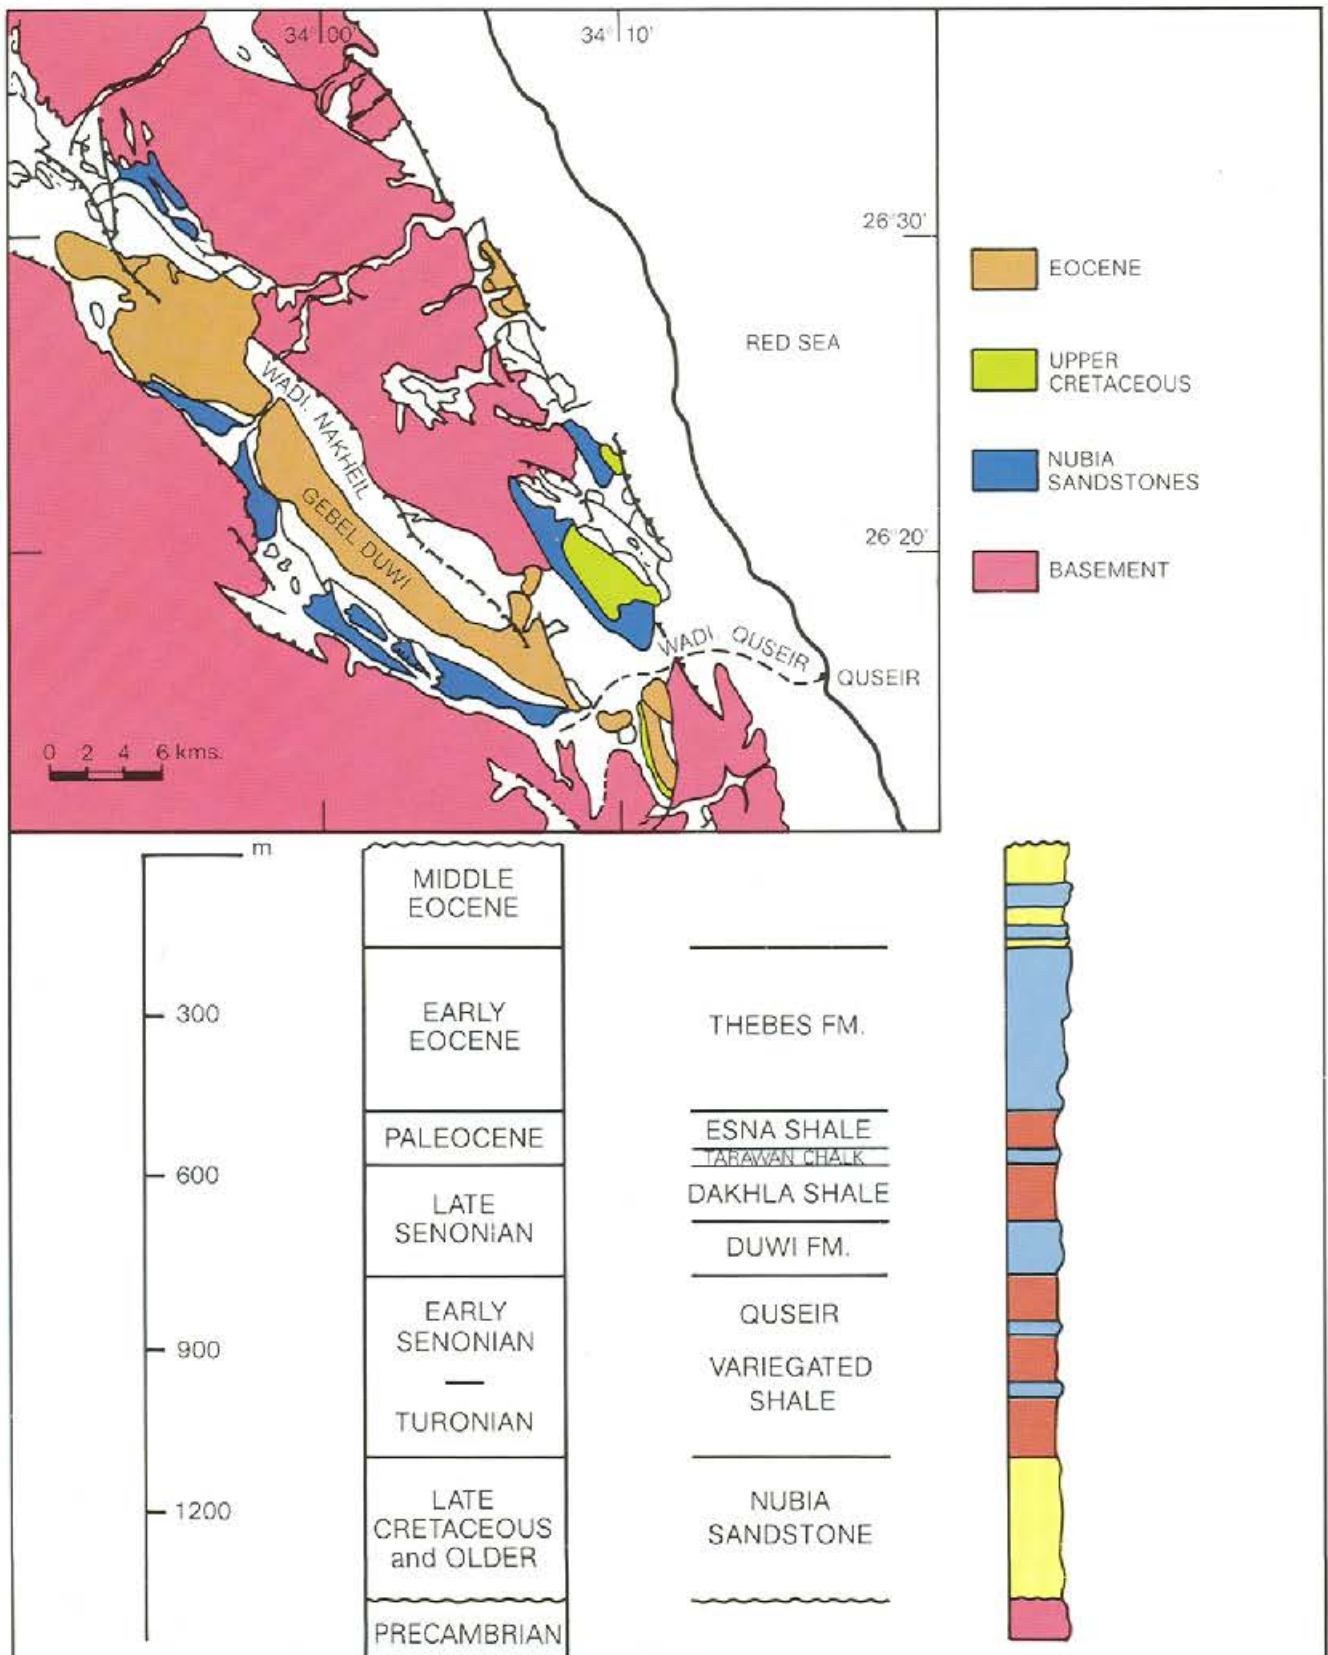 34° 00'
34° 10'
26°30'
RED SEA
26°20'
WADI. NAKHEIL
GEBEL DUWI
WADI. QUSEIR
QUSEIR
0 2 4 6 kms.
EOCENE
UPPER
CRETACEOUS
NUBIA
SANDSTONES
BASEMENT
m
300
600
900
1200
MIDDLE
EOCENE
EARLY
EOCENE
PALEOCENE
LATE
SENONIAN
EARLY
SENONIAN
—
TURONIAN
LATE
CRETACEOUS
and OLDER
PRECAMBRIAN
THEBES FM.
ESNA SHALE
TARAWAN CHALK
DAKHLA SHALE
DUWI FM.
QUSEIR
VARIEGATED
SHALE
NUBIA
SANDSTONE